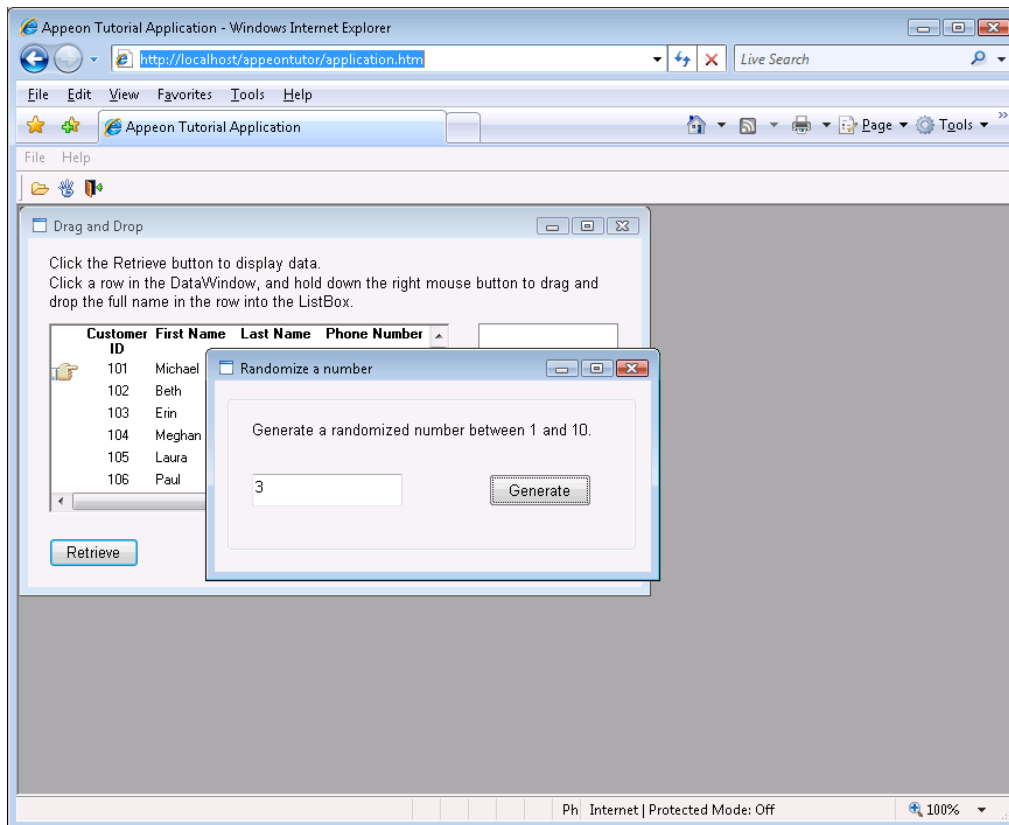 Appeon Tutorial Application - Windows Internet Explorer
http://localhost/appeontutor/application.htm
Live Search
File Edit View Favorites Tools Help
Appeon Tutorial Application
Page Tools
File Help
Drag and Drop
Click the Retrieve button to display data.
Click a row in the DataWindow, and hold down the right mouse button to drag and
drop the full name in the row into the ListBox.
Customer ID First Name Last Name Phone Number
101 Michael
102 Beth
103 Erin
104 Meghan
105 Laura
106 Paul
Retrieve
Randomize a number
Generate a randomized number between 1 and 10.
3
Generate
Ph Internet | Protected Mode: Off
100%